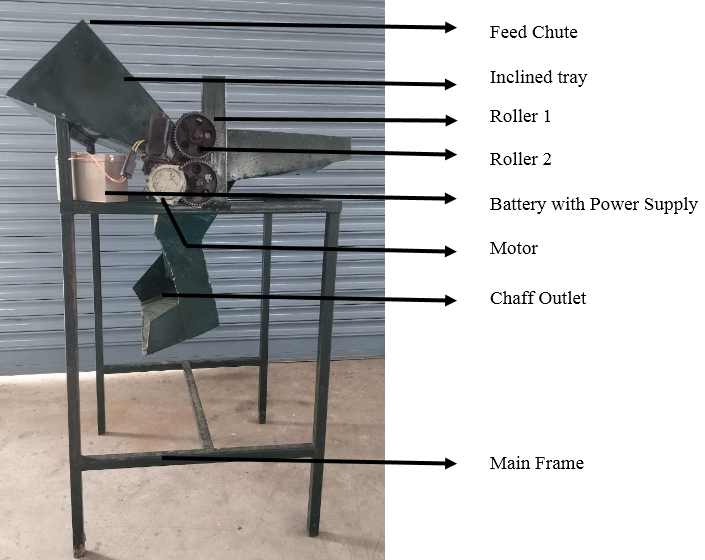 Feed Chute
Inclined tray
Roller 1
Roller 2
Battery with Power Supply
Motor
Chaff Outlet
Main Frame